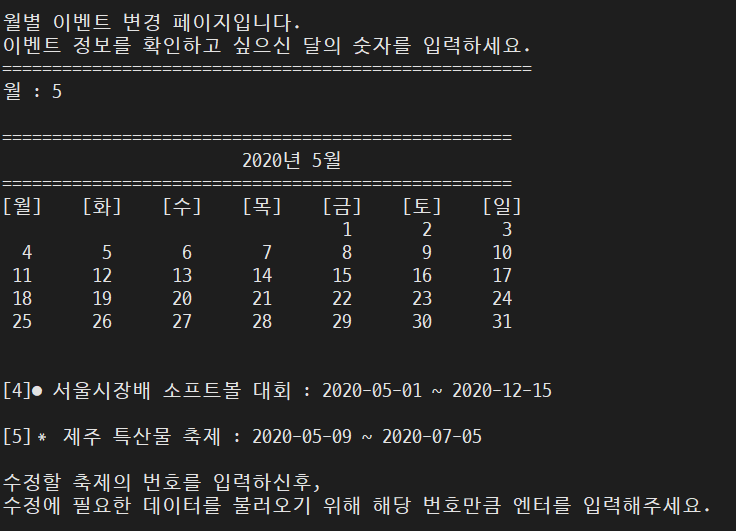 월별 이벤트 변경 페이지입니다.
이벤트 정보를 확인하고 싶으신 달의 숫자를 입력하세요.
=====================================================
월 : 5
===================================================
2020년 5월
===================================================
[월] [화] [수] [목] [금] [토] [일]
1 2 3
4 5 6 7 8 9 10
11 12 13 14 15 16 17
18 19 20 21 22 23 24
25 26 27 28 29 30 31
[4]● 서울시장배 소프트볼 대회 : 2020-05-01 ~ 2020-12-15
[5]* 제주 특산물 축제 : 2020-05-09 ~ 2020-07-05
수정할 축제의 번호를 입력하신후,
수정에 필요한 데이터를 불러오기 위해 해당 번호만큼 엔터를 입력해주세요.